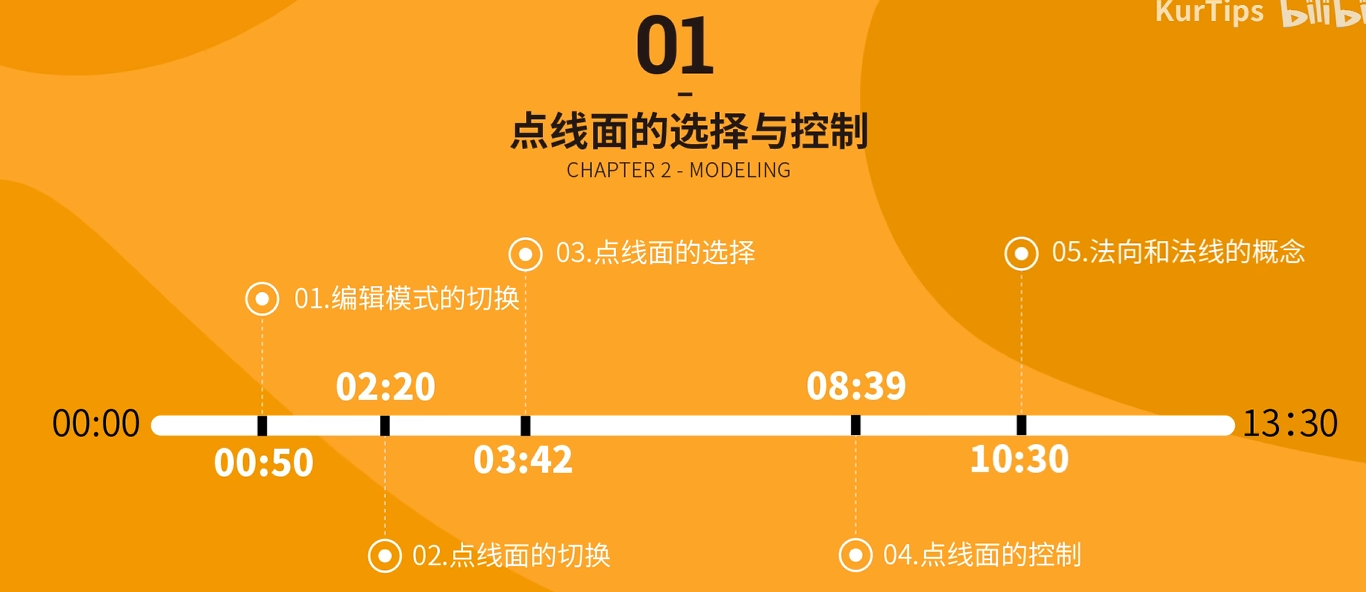 KurTips bilibi
01
点线面的选择与控制
CHAPTER 2 - MODELING
03.点线面的选择
05.法向和法线的概念
01.编辑模式的切换
02:20
08:39
00:00
13:30
00:50
03:42
10:30
02.点线面的切换
04.点线面的控制